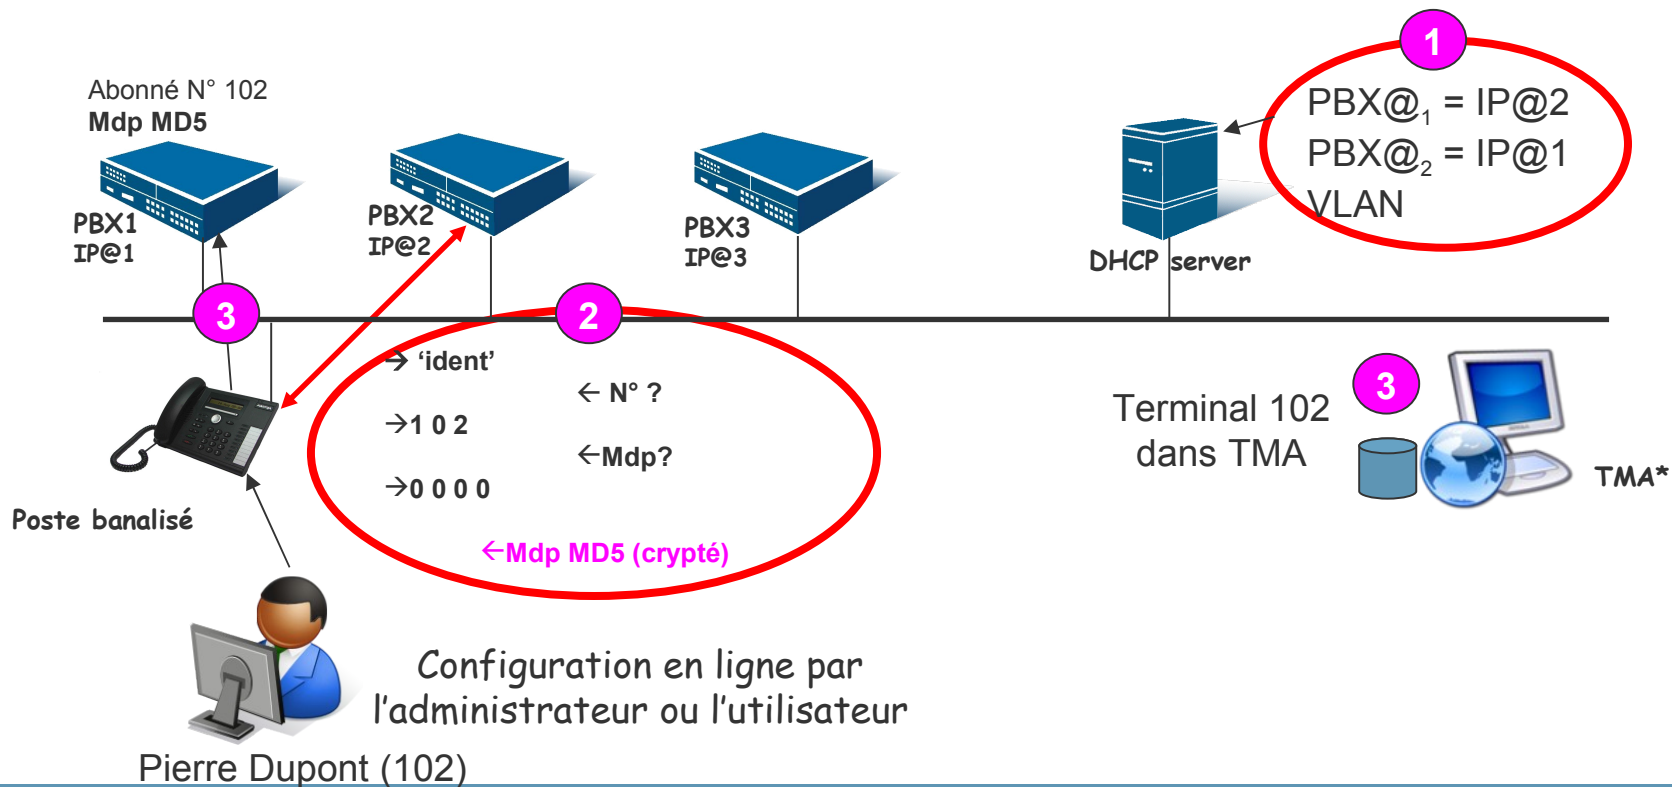 1
PBX@1 = IP@2
PBX@2 = IP@1
VLAN
Abonné N° 102
Mdp MD5
PBX1
IP@1
PBX2
IP@2
PBX3
IP@3
DHCP server
3
2
→ ‘ident’
← N° ?
→1 0 2
←Mdp?
→0 0 0 0
←Mdp MD5 (crypté)
Terminal 102
dans TMA
3
TMA*
Poste banalisé
Configuration en ligne par
l’administrateur ou l’utilisateur
Pierre Dupont (102)